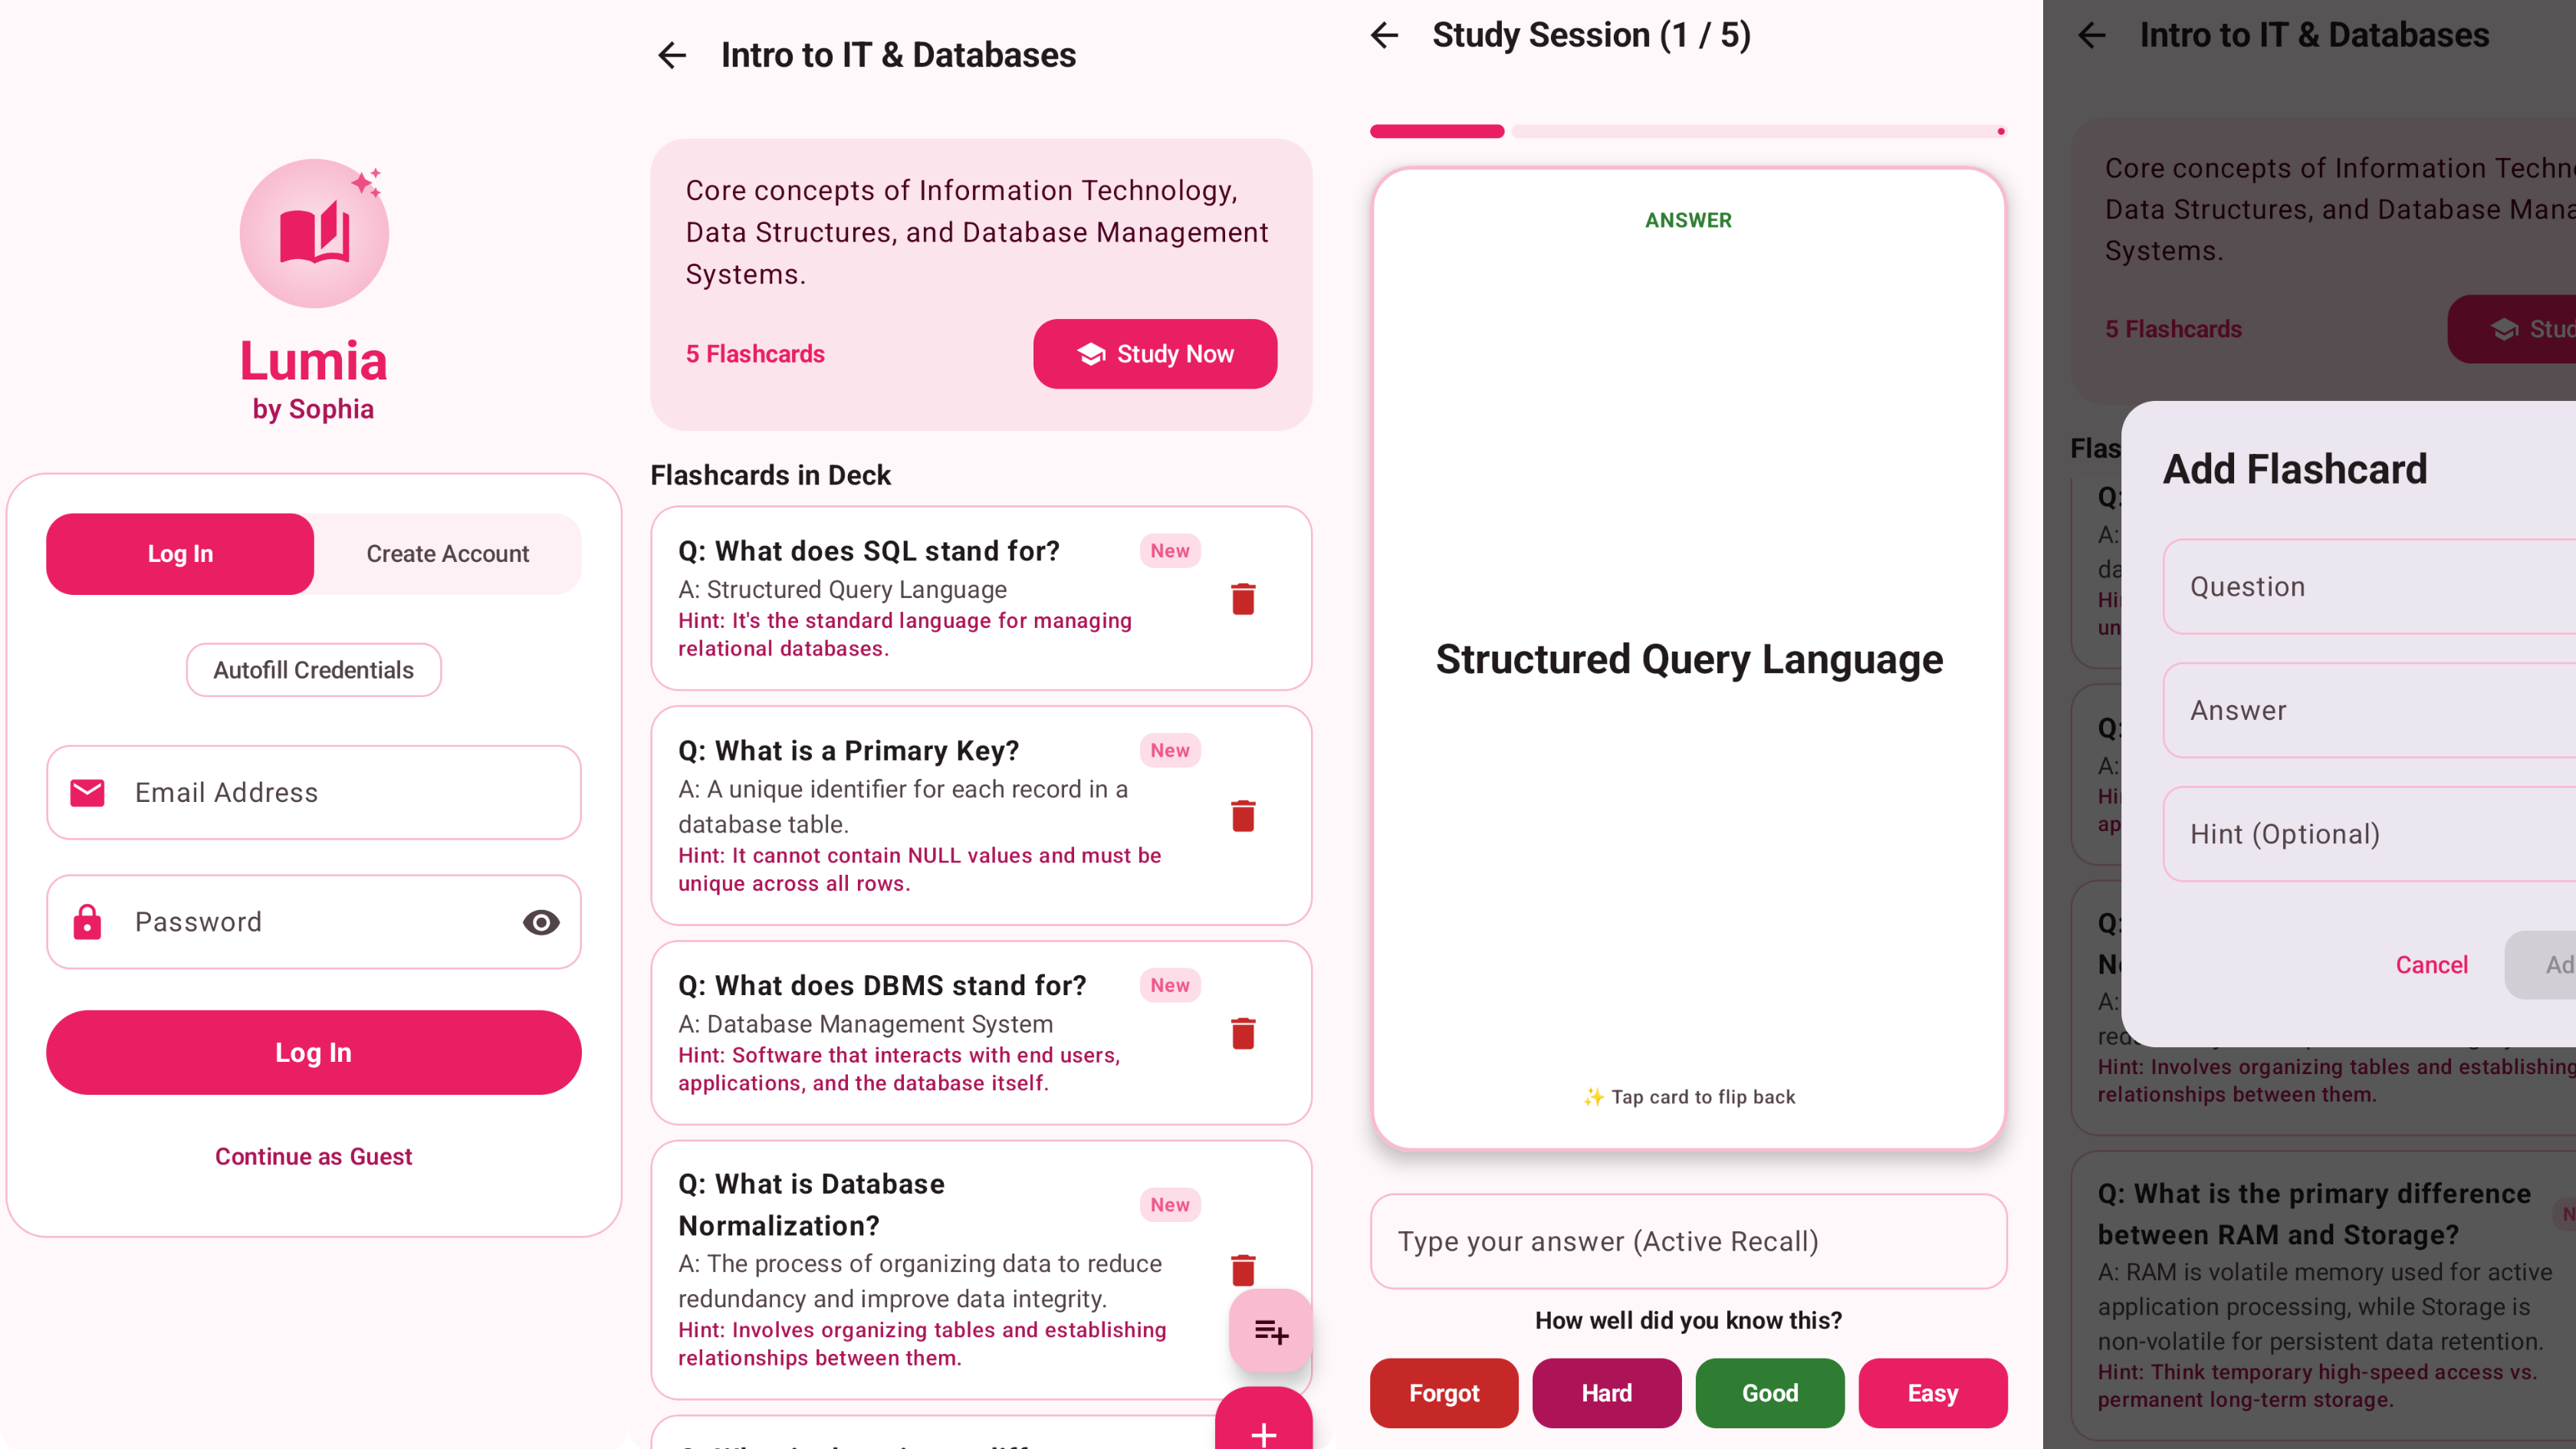 Lumia
by Sophia
Log In
Create Account
Autofill Credentials
Email Address
Password
Log In
Continue as Guest
Intro to IT & Databases
Core concepts of Information Technology,
Data Structures, and Database Management
Systems.
5 Flashcards
Study Now
Flashcards in Deck
Q: What does SQL stand for?
New
A: Structured Query Language
Hint: It's the standard language for managing
relational databases.
Q: What is a Primary Key?
New
A: A unique identifier for each record in a
database table.
Hint: It cannot contain NULL values and must be
unique across all rows.
Q: What does DBMS stand for?
New
A: Database Management System
Hint: Software that interacts with end users,
applications, and the database itself.
Q: What is Database
Normalization?
New
A: The process of organizing data to reduce
redundancy and improve data integrity.
Hint: Involves organizing tables and establishing
relationships between them.
Study Session (1 / 5)
ANSWER
Structured Query Language
✨ Tap card to flip back
Type your answer (Active Recall)
How well did you know this?
Forgot
Hard
Good
Easy
Intro to IT & Databases
Core concepts of Information
Data Structures, and Database
Systems.
5 Flashcards
Add Flashcard
Question
Answer
Hint (Optional)
Cancel
Hint: Involves organizing tables and establishing
relationships between them.
Q: What is the primary difference
between RAM and Storage?
A: RAM is volatile memory used for active
application processing, while Storage is
non-volatile for persistent data retention.
Hint: Think temporary high-speed access vs.
permanent long-term storage.